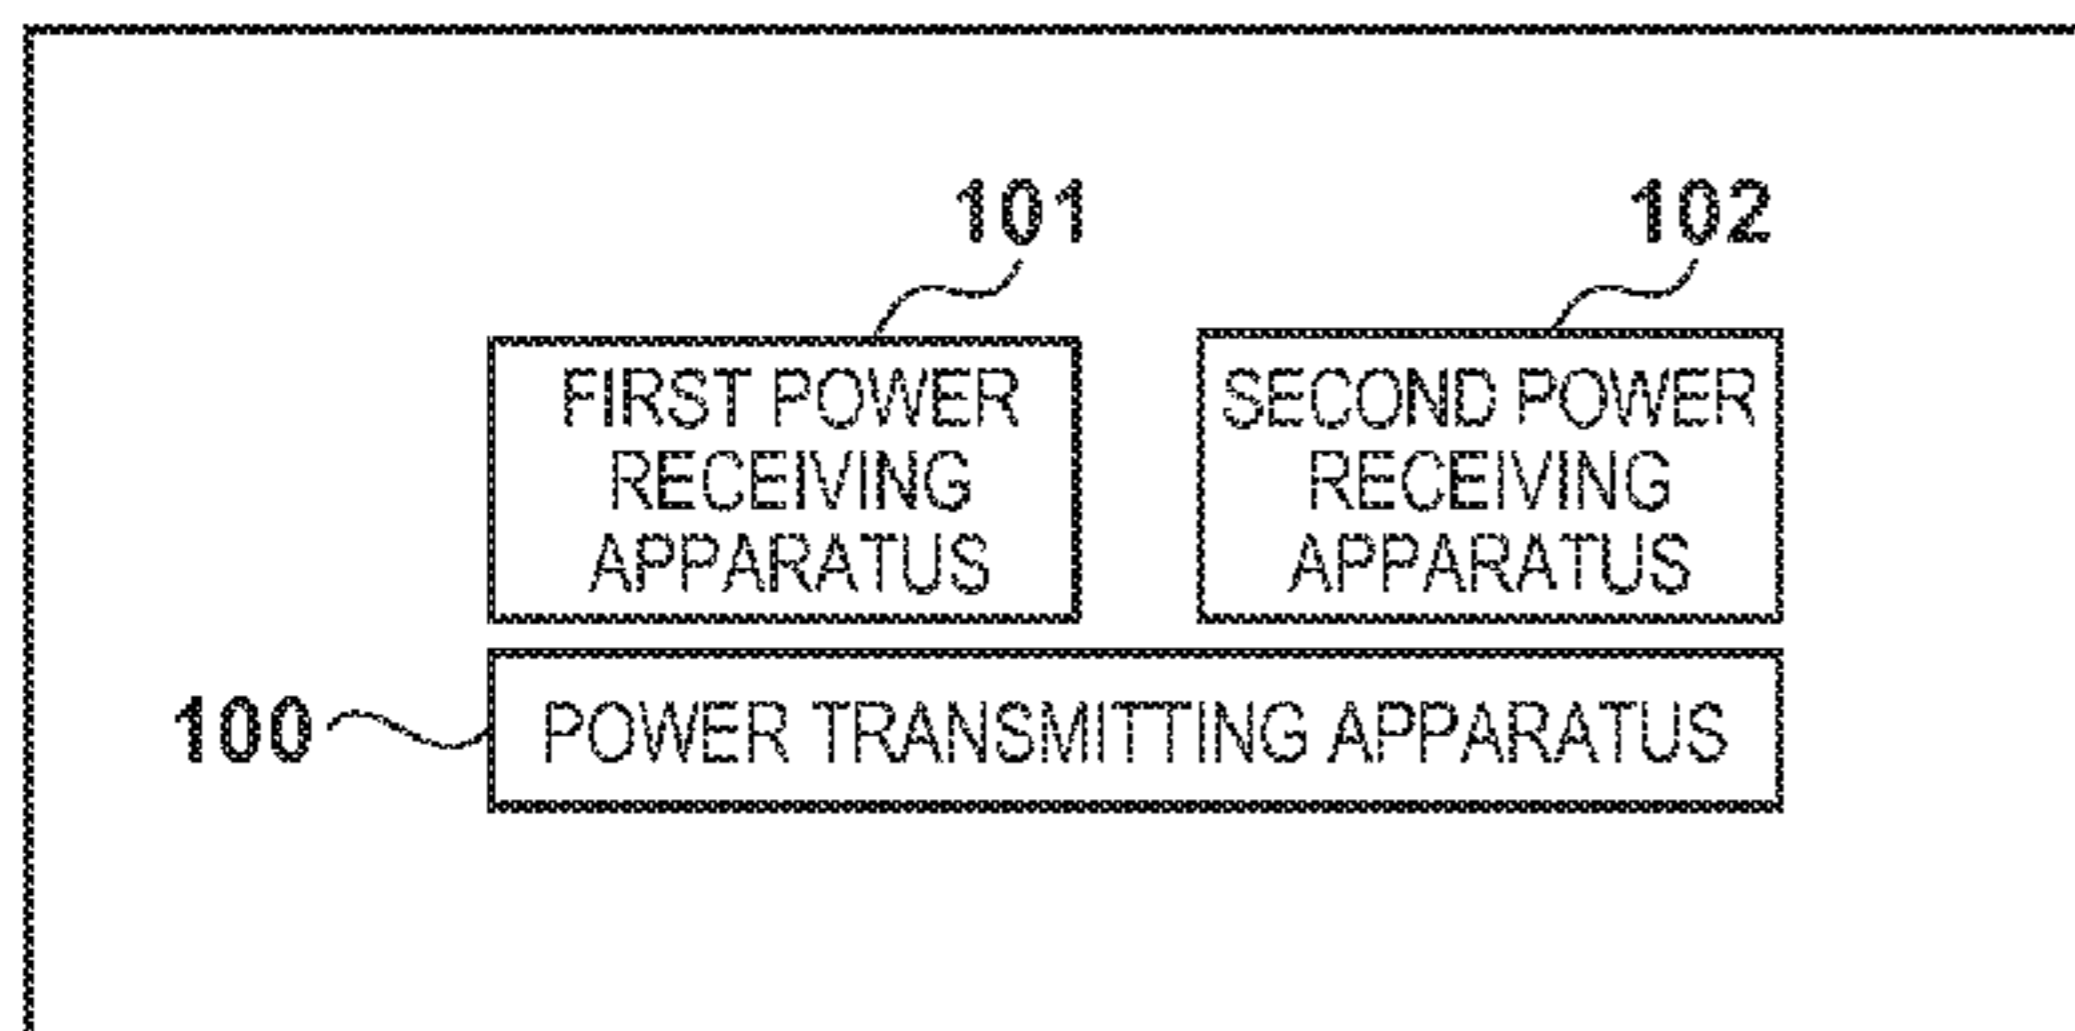 101 102
FIRST POWER
RECEIVING
APPARATUS
SECOND POWER
RECEIVING
APPARATUS
100 POWER TRANSMITTING APPARATUS